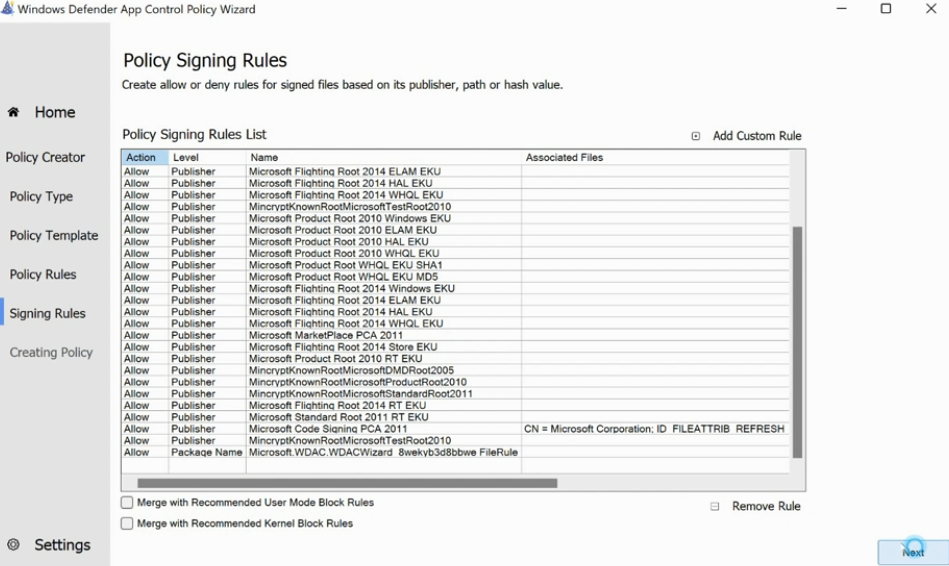 Windows Defender App Control Policy Wizard
Home
Policy Creator
Policy Type
Policy Template
Policy Rules
Signing Rules
Creating Policy
Settings
Policy Signing Rules
Create allow or deny rules for signed files based on its publisher, path or hash value.
Policy Signing Rules List
Add Custom Rule
Action Level Name Associated Files
Allow Publisher Microsoft Flighting Root 2014 ELAM EKU
Allow Publisher Microsoft Flighting Root 2014 HAL EKU
Allow Publisher Microsoft Flighting Root 2014 WHQL EKU
Allow Publisher MincryptKnownRootMicrosoftTestRoot2010
Allow Publisher Microsoft Product Root 2010 Windows EKU
Allow Publisher Microsoft Product Root 2010 ELAM EKU
Allow Publisher Microsoft Product Root 2010 HAL EKU
Allow Publisher Microsoft Product Root 2010 WHQL EKU
Allow Publisher Microsoft Product Root WHQL EKU SHA1
Allow Publisher Microsoft Product Root WHQL EKU MD5
Allow Publisher Microsoft Flighting Root 2014 Windows EKU
Allow Publisher Microsoft Flighting Root 2014 ELAM EKU
Allow Publisher Microsoft Flighting Root 2014 HAL EKU
Allow Publisher Microsoft Flighting Root 2014 WHQL EKU
Allow Publisher Microsoft MarketPlace PCA 2011
Allow Publisher Microsoft Flighting Root 2014 Store EKU
Allow Publisher Microsoft Product Root 2010 RT EKU
Allow Publisher MincryptKnownRootMicrosoftDMDRoot2005
Allow Publisher MincryptKnownRootMicrosoftProductRoot2010
Allow Publisher MincryptKnownRootMicrosoftStandardRoot2011
Allow Publisher Microsoft Flighting Root 2014 RT EKU
Allow Publisher Microsoft Standard Root 2011 RT EKU
Allow Publisher Microsoft Code Signing PCA 2011 CN = Microsoft Corporation; ID_FILEATTRIB_REFRESH
Allow Publisher MincryptKnownRootMicrosoftTestRoot2010
Allow Package Name Microsoft.WDAC.WDACWizard_8wekyb3d8bbwe FileRule
Merge with Recommended User Mode Block Rules
Merge with Recommended Kernel Block Rules
Remove Rule
Next